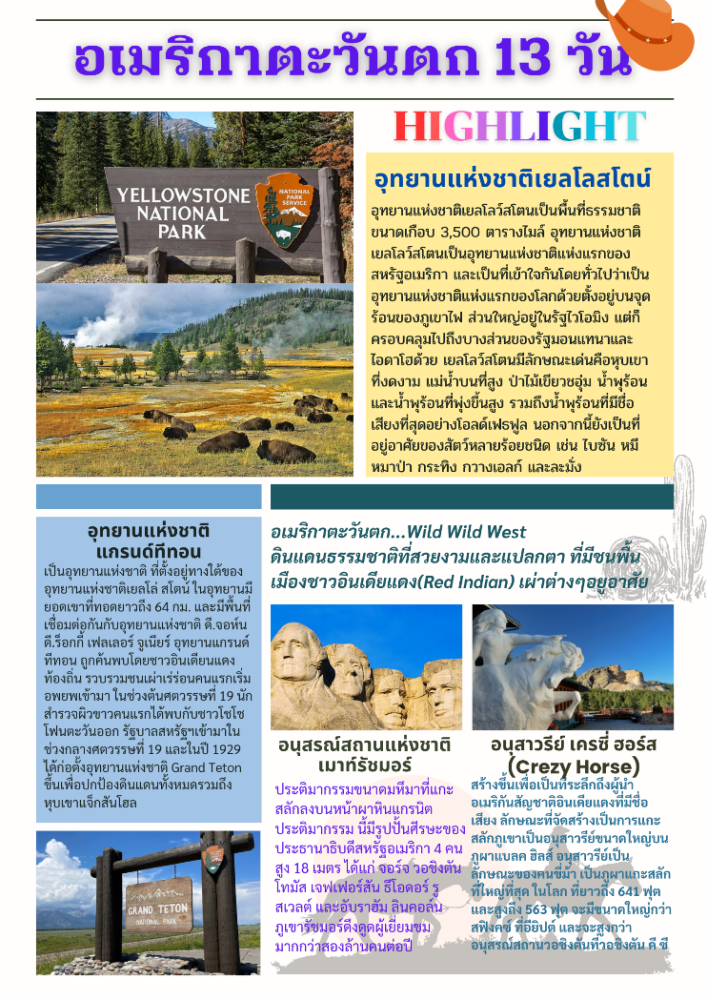 อเมริกาตะวันตก 13 วัน
HIGHLIGHT
YELLOWSTONE
NATIONAL
PARK
NATIONAL
PARK
SERVICE
อุทยานแห่งชาติเยลโลสโตน์
อุทยานแห่งชาติเยลโลว์สโตนเป็นพื้นที่ธรรมชาติ
ขนาดเกือบ 3,500 ตารางไมล์ อุทยานแห่งชาติ
เยลโลว์สโตนเป็นอุทยานแห่งชาติแห่งแรกของ
สหรัฐอเมริกา และเป็นที่เข้าใจกันโดยทั่วไปว่าเป็น
อุทยานแห่งชาติแห่งแรกของโลกด้วยตั้งอยู่บนจุด
ร้อนของภูเขาไฟ ส่วนใหญ่อยู่ในรัฐไวโอมิง แต่ก็
ครอบคลุมไปถึงบางส่วนของรัฐมอนแทนาและ
ไอดาโฮด้วย เยลโลว์สโตนมีลักษณะเด่นคือหุบเขา
ที่งดงาม แม่น้ำบนที่สูง ป่าไม้เขียวชอุ่ม น้ำพุร้อน
และน้ำพุร้อนที่พุ่งขึ้นสูง รวมถึงน้ำพุร้อนที่มีชื่อ
เสียงที่สุดอย่างโอลด์เฟธฟูล นอกจากนี้ยังเป็นที่
อยู่อาศัยของสัตว์หลายร้อยชนิด เช่น ไบซัน หมี
หมาป่า กระทิง กวางเอลก์ และละมั่ง
อุทยานแห่งชาติ
แกรนด์ทีทอน
เป็นอุทยานแห่งชาติ ที่ตั้งอยู่ทางใต้ของ
อุทยานแห่งชาติเยลโล่ สโตน์ ในอุทยานมี
ยอดเขาที่ทอดยาวถึง 64 กม. และมีพื้นที่
เชื่อมต่อกันกับอุทยานแห่งชาติ ดี.จอห์น
ดี.ร็อกกี้ เฟลเลอร์ จูเนียร์ อุทยานแกรนด์
ทีทอน ถูกค้นพบโดยชาวอินเดียนแดง
ท้องถิ่น รวบรวมชนเผ่าเร่ร่อนคนแรกเริ่ม
อพยพเข้ามา ในช่วงต้นศตวรรษที่ 19 นัก
สำรวจผิวขาวคนแรกได้พบกับชาวโชโช
โฟนตะวันออก รัฐบาลสหรัฐฯเข้ามาใน
ช่วงกลางศตวรรษที่ 19 และในปี 1929
ได้ก่อตั้งอุทยานแห่งชาติ Grand Teton
ขึ้นเพื่อปกป้องดินแดนทั้งหมดรวมถึง
หุบเขาแจ็กสันโฮล
GRAND TETON
NATIONAL PARK
อเมริกาตะวันตก...Wild Wild West
ดินแดนธรรมชาติที่สวยงามและแปลกตา ที่มีชนพื้น
เมืองชาวอินเดียแดง(Red Indian) เผ่าต่างๆอยู่อาศัย
อนุสรณ์สถานแห่งชาติ
เมาท์รัชมอร์
ประติมากรรมขนาดมหึมาที่แกะ
สลักลงบนหน้าผาหินแกรนิต
ประติมากรรม นี้มีรูปปั้นศีรษะของ
ประธานาธิบดีสหรัฐอเมริกา 4 คน
สูง 18 เมตร ได้แก่ จอร์จ วอชิงตัน
โทมัส เจฟเฟอร์สัน ธีโอดอร์ รู
สเวลต์ และอับราฮัม ลินคอล์น
ภูเขารัชมอร์ดึงดูดผู้เยี่ยมชม
มากกว่าสองล้านคนต่อปี
อนุสาวรีย์ เครซี่ ฮอร์ส
(Crezy Horse)
สร้างขึ้นเพื่อเป็นที่ระลึกถึงผู้นำ
อเมริกันสัญชาติอินเดียแดงที่มีชื่อ
เสียง ลักษณะที่จัดสร้างเป็นการแกะ
สลักภูเขาเป็นอนุสาวรีย์ขนาดใหญ่บน
ภูผาแบลค ฮิลส์ อนุสาวรีย์เป็น
ลักษณะของคนขี่ม้า เป็นภูผาแกะสลัก
ที่ใหญ่ที่สุด ในโลก ที่ยาวถึง 641 ฟุต
และสูงถึง 563 ฟุต จะมีขนาดใหญ่กว่า
สฟิงคซ์ ที่อียิปต์ และจะสูงกว่า
อนุสรณ์สถานวอชิงตันที่วอชิงตัน ดี ซี